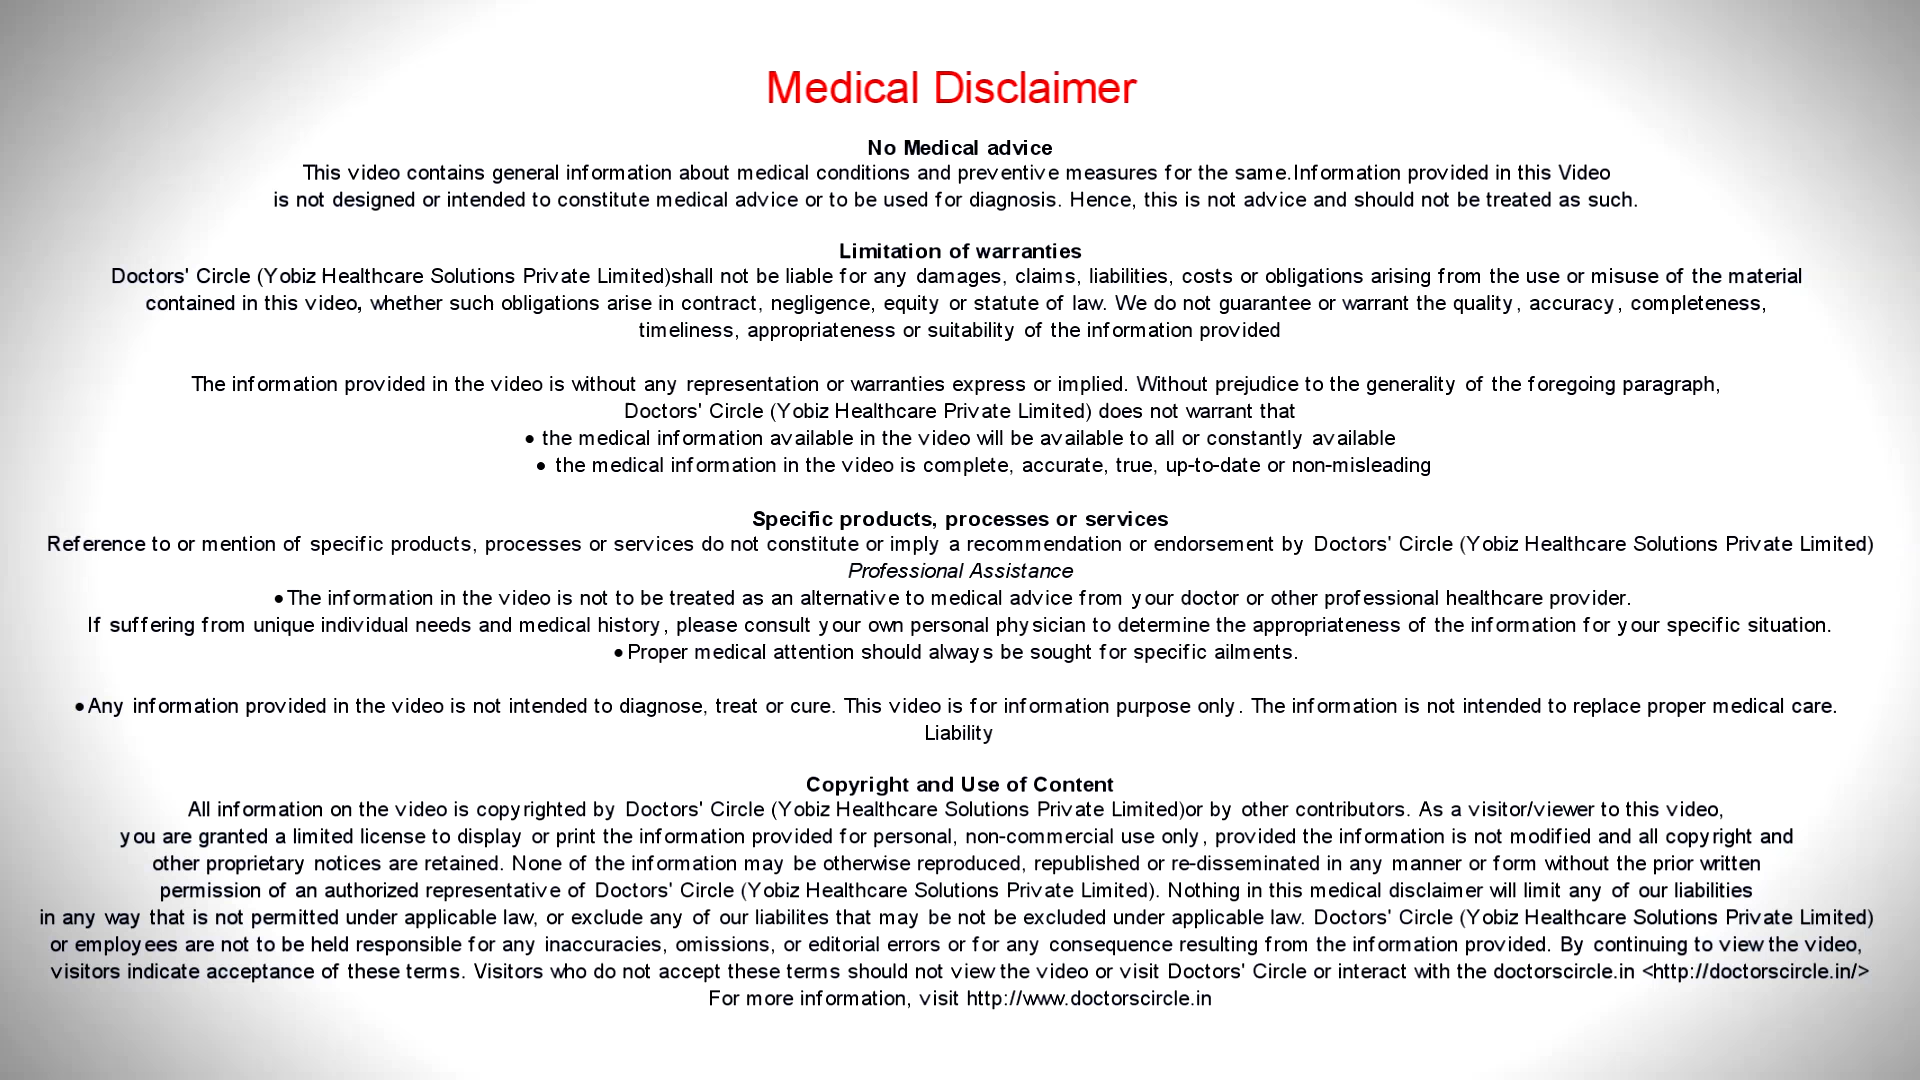 Medical Disclaimer
No Medical advice
This video contains general information about medical conditions and preventive measures for the same.Information provided in this Video
is not designed or intended to constitute medical advice or to be used for diagnosis. Hence, this is not advice and should not be treated as such.
Limitation of warranties
Doctors' Circle (Yobiz Healthcare Solutions Private Limited)shall not be liable for any damages, claims, liabilities, costs or obligations arising from the use or misuse of the material
contained in this video, whether such obligations arise in contract, negligence, equity or statute of law. We do not guarantee or warrant the quality, accuracy, completeness,
timeliness, appropriateness or suitability of the information provided
The information provided in the video is without any representation or warranties express or implied. Without prejudice to the generality of the foregoing paragraph,
Doctors' Circle (Yobiz Healthcare Private Limited) does not warrant that
• the medical information available in the video will be available to all or constantly available
• the medical information in the video is complete, accurate, true, up-to-date or non-misleading
Specific products, processes or services
Reference to or mention of specific products, processes or services do not constitute or imply a recommendation or endorsement by Doctors' Circle (Yobiz Healthcare Solutions Private Limited)
Professional Assistance
•The information in the video is not to be treated as an alternative to medical advice from your doctor or other professional healthcare provider.
If suffering from unique individual needs and medical history, please consult your own personal physician to determine the appropriateness of the information for your specific situation.
•Proper medical attention should always be sought for specific ailments.
•Any information provided in the video is not intended to diagnose, treat or cure. This video is for information purpose only. The information is not intended to replace proper medical care.
Liability
Copyright and Use of Content
All information on the video is copyrighted by Doctors' Circle (Yobiz Healthcare Solutions Private Limited)or by other contributors. As a visitor/viewer to this video,
you are granted a limited license to display or print the information provided for personal, non-commercial use only, provided the information is not modified and all copyright and
other proprietary notices are retained. None of the information may be otherwise reproduced, republished or re-disseminated in any manner or form without the prior written
permission of an authorized representative of Doctors' Circle (Yobiz Healthcare Solutions Private Limited). Nothing in this medical disclaimer will limit any of our liabilities
in any way that is not permitted under applicable law, or exclude any of our liabilites that may be not be excluded under applicable law. Doctors' Circle (Yobiz Healthcare Solutions Private Limited)
or employees are not to be held responsible for any inaccuracies, omissions, or editorial errors or for any consequence resulting from the information provided. By continuing to view the video,
visitors indicate acceptance of these terms. Visitors who do not accept these terms should not view the video or visit Doctors' Circle or interact with the doctorscircle.in <http://doctorscircle.in/>
For more information, visit http://www.doctorscircle.in